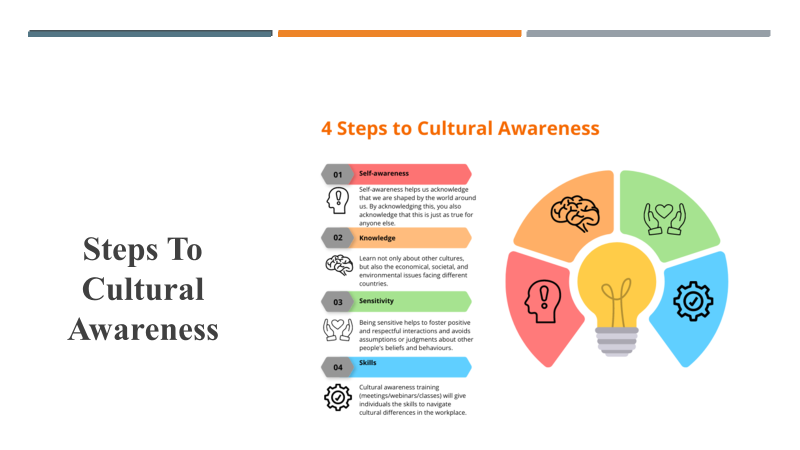 Steps To
Cultural
Awareness
4 Steps to Cultural Awareness
01
Self-awareness
Self-awareness helps us acknowledge
that we are shaped by the world around
us. By acknowledging this, you also
acknowledge that this is just as true for
anyone else.
02
Knowledge
Learn not only about other cultures,
but also the economical, societal, and
environmental issues facing different
countries.
03
Sensitivity
Being sensitive helps to foster positive
and respectful interactions and avoids
assumptions or judgments about other
people's beliefs and behaviours.
04
Skills
Cultural awareness training
(meetings/webinars/classes) will give
individuals the skills to navigate
cultural differences in the workplace.